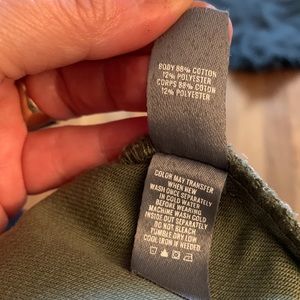 BODY 88% COTTON
12% POLYESTER
CORPS 88% COTON
12% POLYESTER
COLOR MAY TRANSFER
WHEN NEW
WASH ONCE SEPARATELY
IN COLD WATER
BEFORE WEARING
MACHINE WASH COLD
INSIDE OUT SEPARATELY
DO NOT BLEACH
TUMBLE DRY LOW
COOL IRON IF NEEDED